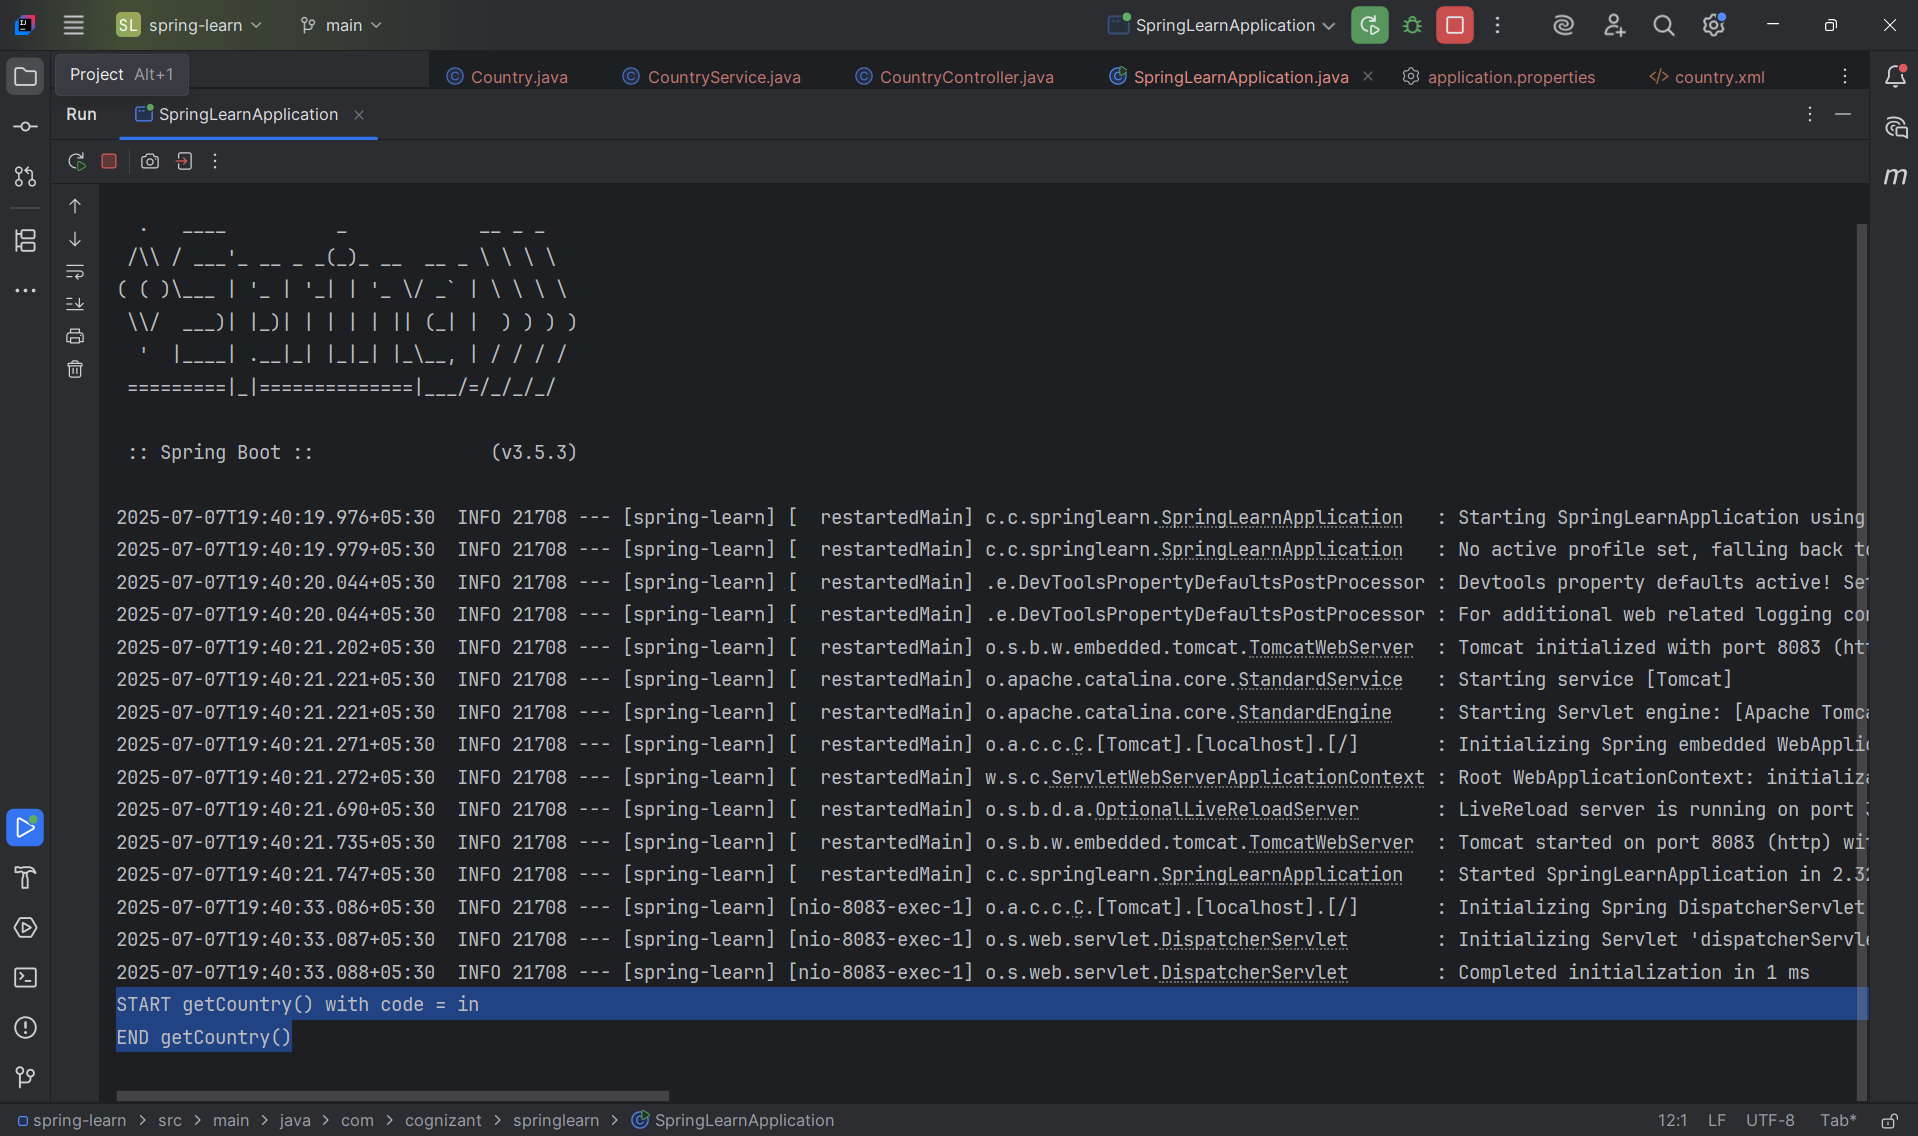 SL spring-learn main SpringLearnApplication
Project Alt+1
Country.java CountryService.java CountryController.java SpringLearnApplication.java application.properties country.xml
Run SpringLearnApplication
  .   ____          _            __ _ _
 /\\ / ___'_ __ _ _(_)_ __  __ _ \ \ \ \
( ( )\___ | '_ | '_| | '_ \/ _` | \ \ \ \
 \\/  ___)| |_)| | | | | || (_| |  ) ) ) )
  '  |____| .__|_| |_|_| |_\__, | / / / /
 =========|_|==============|___/=/_/_/_/
:: Spring Boot :: (v3.5.3)
2025-07-07T19:40:19.976+05:30 INFO 21708 --- [spring-learn] [ restartedMain] c.c.springlearn.SpringLearnApplication : Starting SpringLearnApplication using
2025-07-07T19:40:19.979+05:30 INFO 21708 --- [spring-learn] [ restartedMain] c.c.springlearn.SpringLearnApplication : No active profile set, falling back
2025-07-07T19:40:20.044+05:30 INFO 21708 --- [spring-learn] [ restartedMain] .e.DevToolsPropertyDefaultsPostProcessor : Devtools property defaults active!
2025-07-07T19:40:20.044+05:30 INFO 21708 --- [spring-learn] [ restartedMain] .e.DevToolsPropertyDefaultsPostProcessor : For additional web related logging
2025-07-07T19:40:21.202+05:30 INFO 21708 --- [spring-learn] [ restartedMain] o.s.b.w.embedded.tomcat.TomcatWebServer : Tomcat initialized with port 8083
2025-07-07T19:40:21.221+05:30 INFO 21708 --- [spring-learn] [ restartedMain] o.apache.catalina.core.StandardService : Starting service [Tomcat]
2025-07-07T19:40:21.221+05:30 INFO 21708 --- [spring-learn] [ restartedMain] o.apache.catalina.core.StandardEngine : Starting Servlet engine: [Apache
2025-07-07T19:40:21.271+05:30 INFO 21708 --- [spring-learn] [ restartedMain] o.a.c.c.C.[Tomcat].[localhost].[/] : Initializing Spring embedded
2025-07-07T19:40:21.272+05:30 INFO 21708 --- [spring-learn] [ restartedMain] w.s.c.ServletWebServerApplicationContext : Root WebApplicationContext:
2025-07-07T19:40:21.690+05:30 INFO 21708 --- [spring-learn] [ restartedMain] o.s.b.d.a.OptionalLiveReloadServer : LiveReload server is running on port
2025-07-07T19:40:21.735+05:30 INFO 21708 --- [spring-learn] [ restartedMain] o.s.b.w.embedded.tomcat.TomcatWebServer : Tomcat started on port 8083 (http)
2025-07-07T19:40:21.747+05:30 INFO 21708 --- [spring-learn] [ restartedMain] c.c.springlearn.SpringLearnApplication : Started SpringLearnApplication in
2025-07-07T19:40:33.086+05:30 INFO 21708 --- [spring-learn] [nio-8083-exec-1] o.a.c.c.C.[Tomcat].[localhost].[/] : Initializing Spring DispatcherServlet
2025-07-07T19:40:33.087+05:30 INFO 21708 --- [spring-learn] [nio-8083-exec-1] o.s.web.servlet.DispatcherServlet : Initializing Servlet
2025-07-07T19:40:33.088+05:30 INFO 21708 --- [spring-learn] [nio-8083-exec-1] o.s.web.servlet.DispatcherServlet : Completed initialization in 1 ms
START getCountry() with code = in
END getCountry()
spring-learn > src > main > java > com > cognizant > springlearn > SpringLearnApplication 12:1 LF UTF-8 Tab*